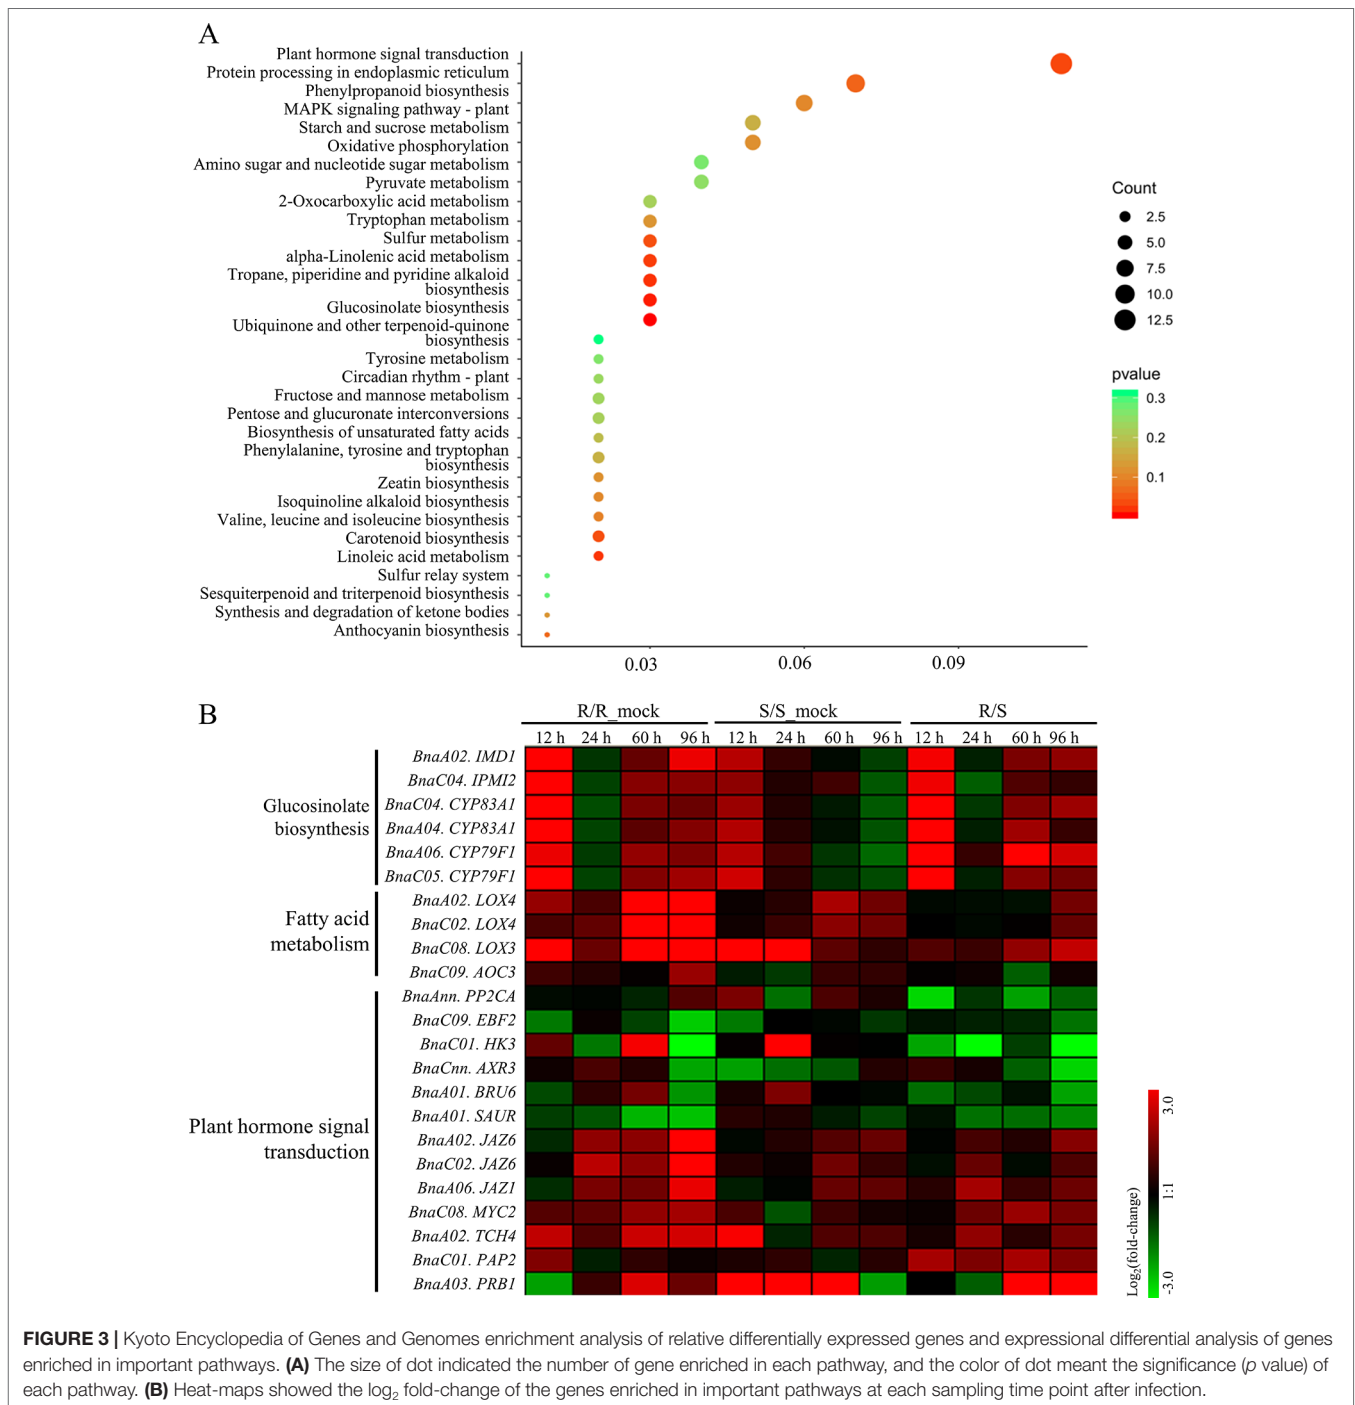 A
Plant hormone signal transduction
Protein processing in endoplasmic reticulum
Phenylpropanoid biosynthesis
MAPK signaling pathway - plant
Starch and sucrose metabolism
Oxidative phosphorylation
Amino sugar and nucleotide sugar metabolism
Pyruvate metabolism
2-Oxocarboxylic acid metabolism
Tryptophan metabolism
Sulfur metabolism
alpha-Linolenic acid metabolism
Tropane, piperidine and pyridine alkaloid
biosynthesis
Glucosinolate biosynthesis
Ubiquinone and other terpenoid-quinone
biosynthesis
Tyrosine metabolism
Circadian rhythm - plant
Fructose and mannose metabolism
Pentose and glucuronate interconversions
Biosynthesis of unsaturated fatty acids
Phenylalanine, tyrosine and tryptophan
biosynthesis
Zeatin biosynthesis
Isoquinoline alkaloid biosynthesis
Valine, leucine and isoleucine biosynthesis
Carotenoid biosynthesis
Linoleic acid metabolism
Sulfur relay system
Sesquiterpenoid and triterpenoid biosynthesis
Synthesis and degradation of ketone bodies
Anthocyanin biosynthesis
0.03 0.06 0.09
Count
2.5
5.0
7.5
10.0
12.5
pvalue
0.3
0.2
0.1
B
R/R_mock S/S_mock R/S
12 h 24 h 60 h 96 h 12 h 24 h 60 h 96 h 12 h 24 h 60 h 96 h
Glucosinolate
biosynthesis
BnaA02. IMD1
BnaC04. IPMI2
BnaC04. CYP83A1
BnaA04. CYP83A1
BnaA06. CYP79F1
BnaC05. CYP79F1
Fatty acid
metabolism
BnaA02. LOX4
BnaC02. LOX4
BnaC08. LOX3
BnaC09. AOC3
Plant hormone signal
transduction
BnaAnn. PP2CA
BnaC09. EBF2
BnaC01. HK3
BnaCnn. AXR3
BnaA01. BRU6
BnaA01. SAUR
BnaA02. JAZ6
BnaC02. JAZ6
BnaA06. JAZ1
BnaC08. MYC2
BnaA02. TCH4
BnaC01. PAP2
BnaA03. PRB1
Log2(fold-change)
3.0
1:1
-3.0
FIGURE 3 | Kyoto Encyclopedia of Genes and Genomes enrichment analysis of relative differentially expressed genes and expressional differential analysis of genes
enriched in important pathways. (A) The size of dot indicated the number of gene enriched in each pathway, and the color of dot meant the significance (p value) of
each pathway. (B) Heat-maps showed the log2 fold-change of the genes enriched in important pathways at each sampling time point after infection.